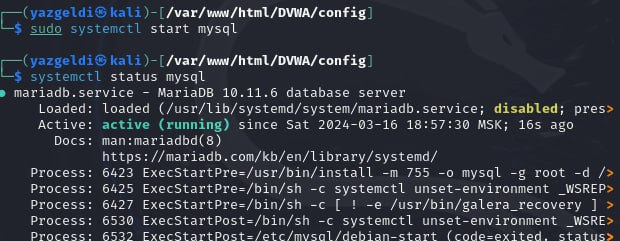 ┌──(yazgeldi㉿kali)-[/var/www/html/DVWA/config]
└─$ sudo systemctl start mysql
┌──(yazgeldi㉿kali)-[/var/www/html/DVWA/config]
└─$ systemctl status mysql
● mariadb.service - MariaDB 10.11.6 database server
Loaded: loaded (/usr/lib/systemd/system/mariadb.service; disabled; pres>
Active: active (running) since Sat 2024-03-16 18:57:30 MSK; 16s ago
Docs: man:mariadbd(8)
https://mariadb.com/kb/en/library/systemd/
Process: 6423 ExecStartPre=/usr/bin/install -m 755 -o mysql -g root -d />
Process: 6425 ExecStartPre=/bin/sh -c systemctl unset-environment _WSREP>
Process: 6427 ExecStartPre=/bin/sh -c [ ! -e /usr/bin/galera_recovery ] >
Process: 6530 ExecStartPost=/bin/sh -c systemctl unset-environment _WSRE>
Process: 6532 ExecStartPost=/etc/mysql/debian-start (code=exited, status>